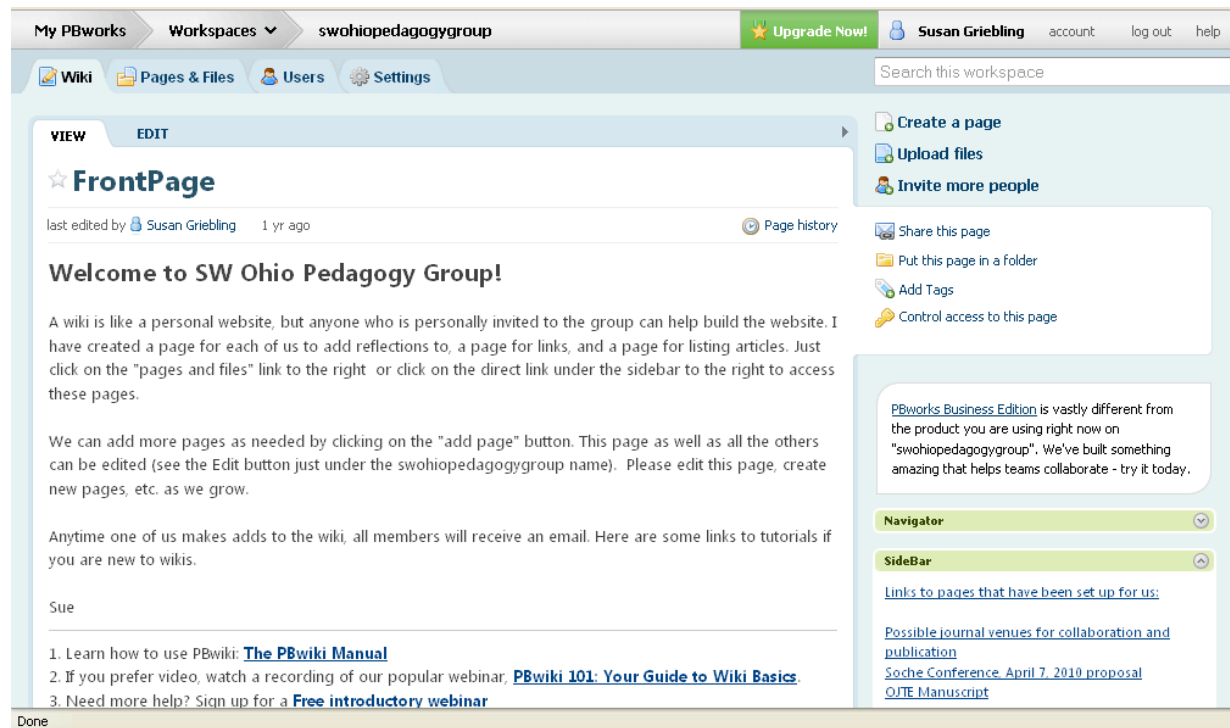 My PBworks Workspaces swohiopedagogygroup Upgrade Now! Susan Griebling account log out help
Wiki Pages & Files Users Settings Search this workspace
VIEW EDIT
FrontPage
last edited by Susan Griebling 1 yr ago Page history
Welcome to SW Ohio Pedagogy Group!
A wiki is like a personal website, but anyone who is personally invited to the group can help build the website. I
have created a page for each of us to add reflections to, a page for links, and a page for listing articles. Just
click on the "pages and files" link to the right or click on the direct link under the sidebar to the right to access
these pages.
We can add more pages as needed by clicking on the "add page" button. This page as well as all the others
can be edited (see the Edit button just under the swohiopedagogygroup name). Please edit this page, create
new pages, etc. as we grow.
Anytime one of us makes adds to the wiki, all members will receive an email. Here are some links to tutorials if
you are new to wikis.
Sue
1. Learn how to use PBwiki: The PBwiki Manual
2. If you prefer video, watch a recording of our popular webinar, PBwiki 101: Your Guide to Wiki Basics.
3. Need more help? Sign up for a Free introductory webinar
Create a page
Upload files
Invite more people
Share this page
Put this page in a folder
Add Tags
Control access to this page
PBworks Business Edition is vastly different from
the product you are using right now on
"swohiopedagogygroup". We've built something
amazing that helps teams collaborate - try it today.
Navigator
SideBar
Links to pages that have been set up for us:
Possible journal venues for collaboration and
publication
Soche Conference, April 7, 2010 proposal
OJTE Manuscript
Done